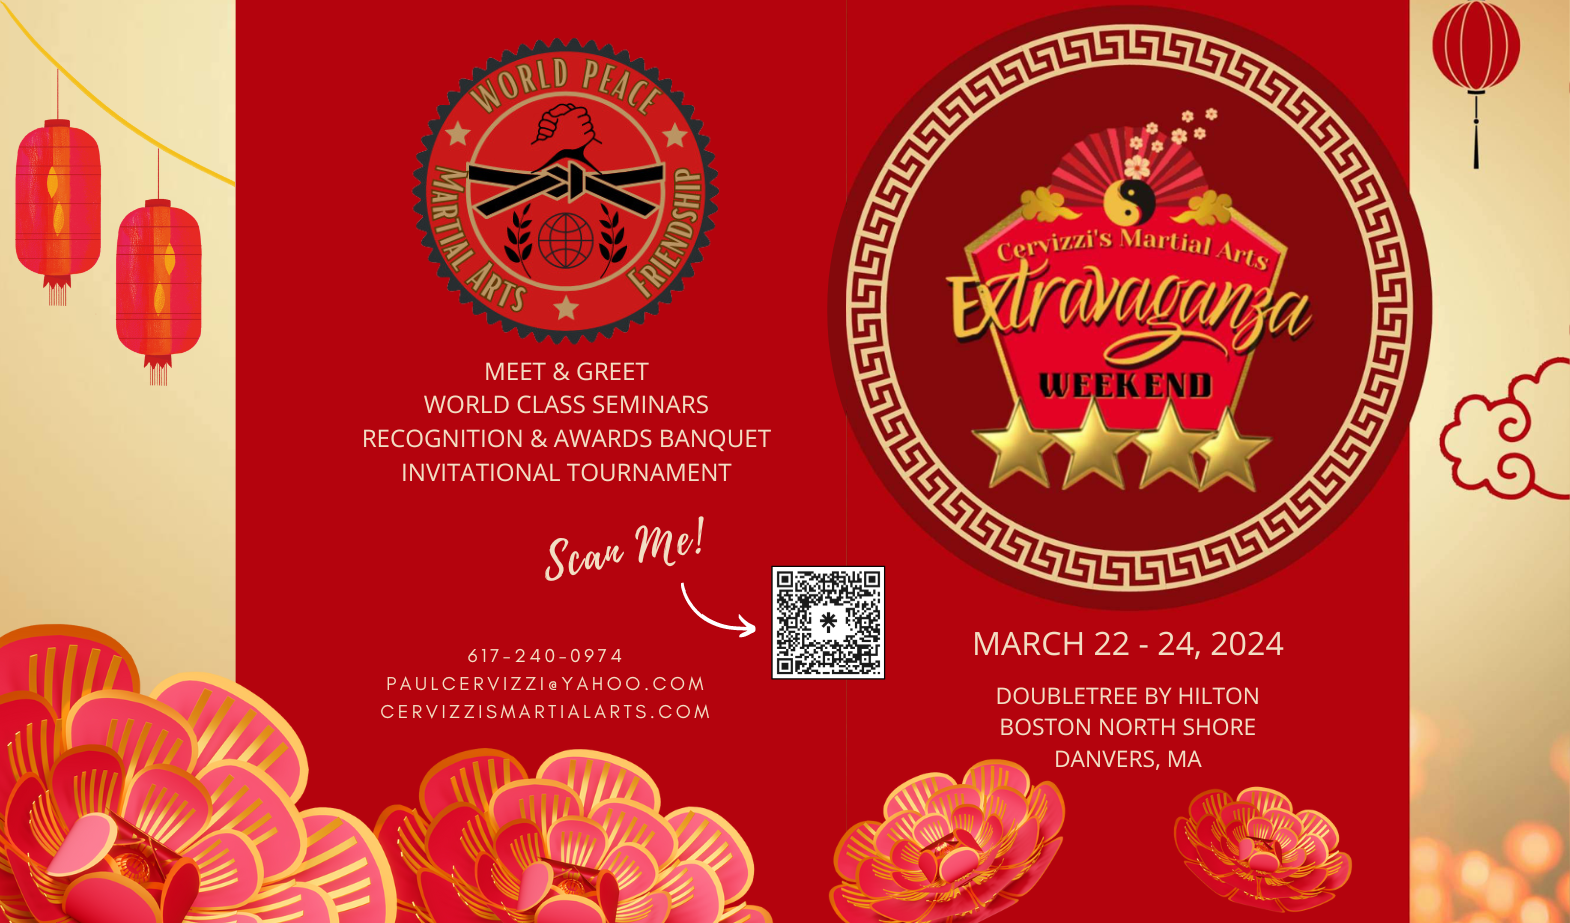 WORLD PEACE
MARTIAL ARTS
FRIENDSHIP
MEET & GREET
WORLD CLASS SEMINARS
RECOGNITION & AWARDS BANQUET
INVITATIONAL TOURNAMENT
Scan Me!
617-240-0974
PAULCERVIZZI@YAHOO.COM
CERVIZZISMARTIALARTS.COM
Cervizzi's Martial Arts
Extravaganza
WEEKEND
MARCH 22 - 24, 2024
DOUBLETREE BY HILTON
BOSTON NORTH SHORE
DANVERS, MA